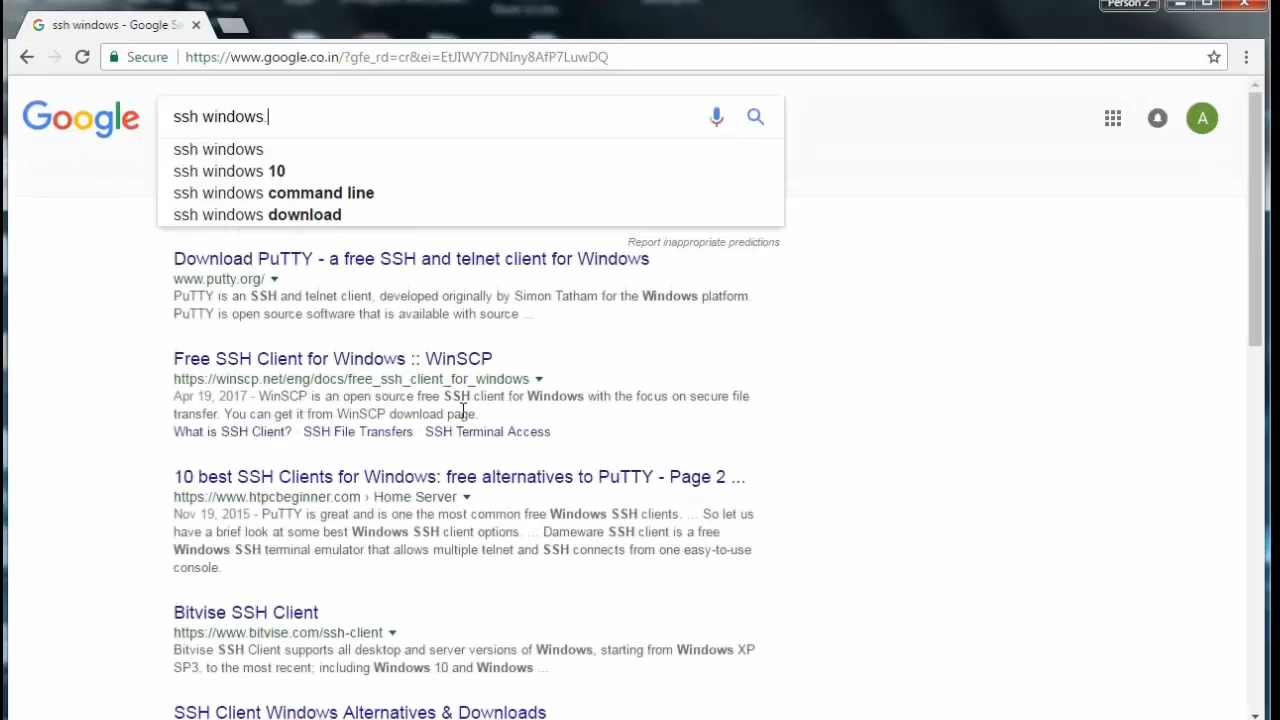 Person 2
ssh windows - Google Se
Secure
https://www.google.co.in/?gfe_rd=cr&ei=EtJIWY7DNIny8AfP7LuwDQ
Google
ssh windows
A
ssh windows
ssh windows 10
ssh windows command line
ssh windows download
Report inappropriate predictions
Download PuTTY - a free SSH and telnet client for Windows
www.putty.org/
PuTTY is an SSH and telnet client, developed originally by Simon Tatham for the Windows platform.
PuTTY is open source software that is available with source ...
Free SSH Client for Windows :: WinSCP
https://winscp.net/eng/docs/free_ssh_client_for_windows
Apr 19, 2017 - WinSCP is an open source free SSH client for Windows with the focus on secure file
transfer. You can get it from WinSCP download page.
What is SSH Client? · SSH File Transfers · SSH Terminal Access
10 best SSH Clients for Windows: free alternatives to PuTTY - Page 2 ...
https://www.htpcbeginner.com › Home Server
Nov 19, 2015 - PuTTY is great and is one the most common free Windows SSH clients. ... So let us
have a brief look at some best Windows SSH client options. ... Dameware SSH client is a free
Windows SSH terminal emulator that allows multiple telnet and SSH connects from one easy-to-use
console.
Bitvise SSH Client
https://www.bitvise.com/ssh-client
Bitvise SSH Client supports all desktop and server versions of Windows, starting from Windows XP
SP3, to the most recent; including Windows 10 and Windows ...
SSH Client Windows Alternatives & Downloads